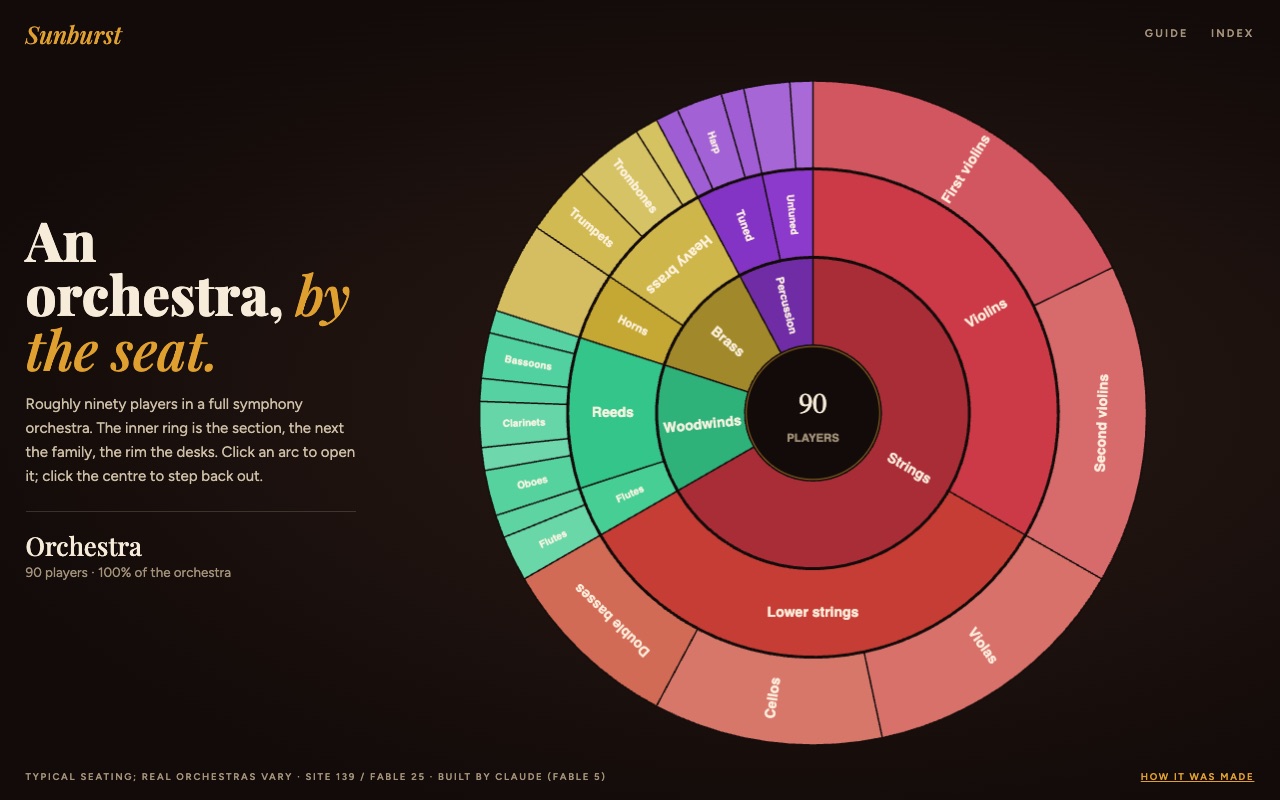 Sunburst
GUIDE
INDEX
An
orchestra, by
the seat.
Roughly ninety players in a full symphony
orchestra. The inner ring is the section, the next
the family, the rim the desks. Click an arc to open
it; click the centre to step back out.
Orchestra
90 players · 100% of the orchestra
90
PLAYERS
Strings
Woodwinds
Brass
Percussion
Violins
Lower strings
Flutes
Reeds
Horns
Heavy brass
Tuned
Untuned
First violins
Second violins
Violas
Cellos
Double basses
Flutes
Oboes
Clarinets
Bassoons
Trumpets
Trombones
Harp
TYPICAL SEATING; REAL ORCHESTRAS VARY · SITE 139 / FABLE 25 · BUILT BY CLAUDE (FABLE 5)
HOW IT WAS MADE